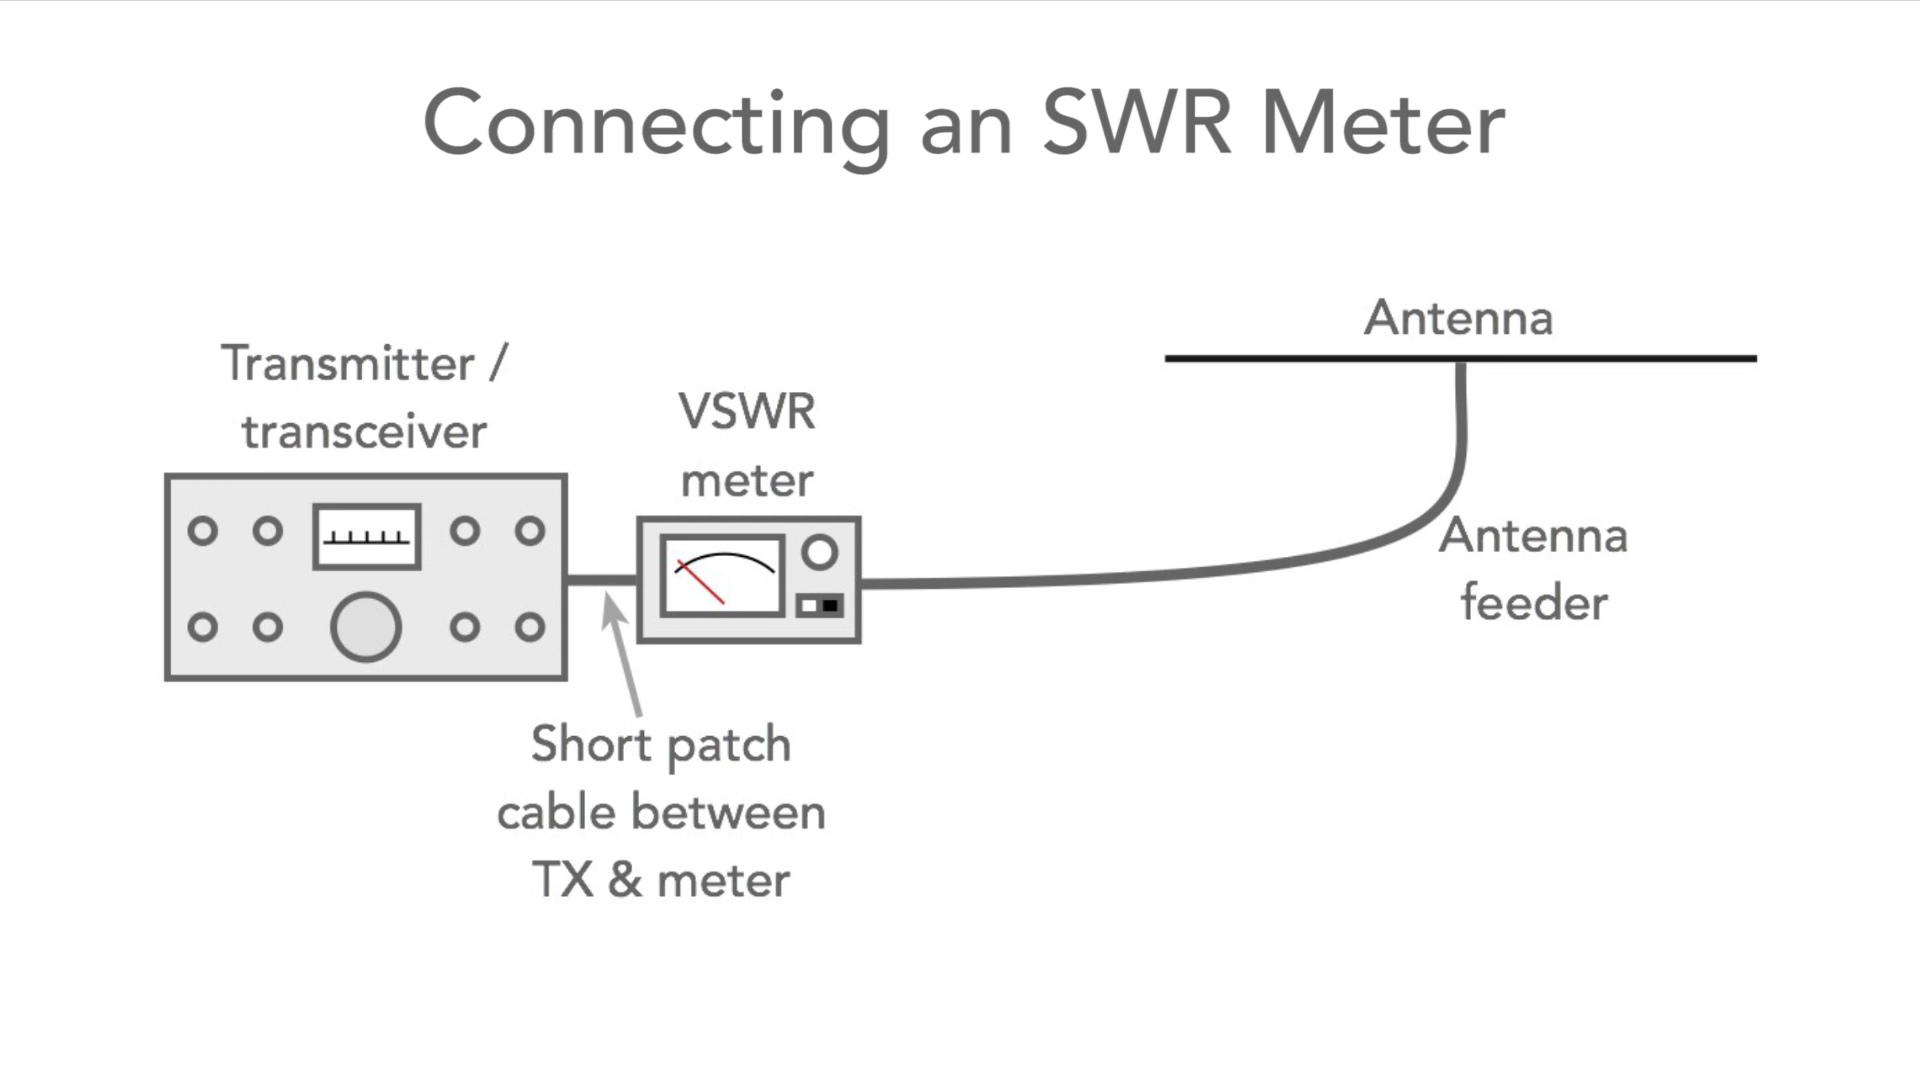 Connecting an SWR Meter
Transmitter /
transceiver
VSWR
meter
Antenna
Antenna
feeder
Short patch
cable between
TX & meter